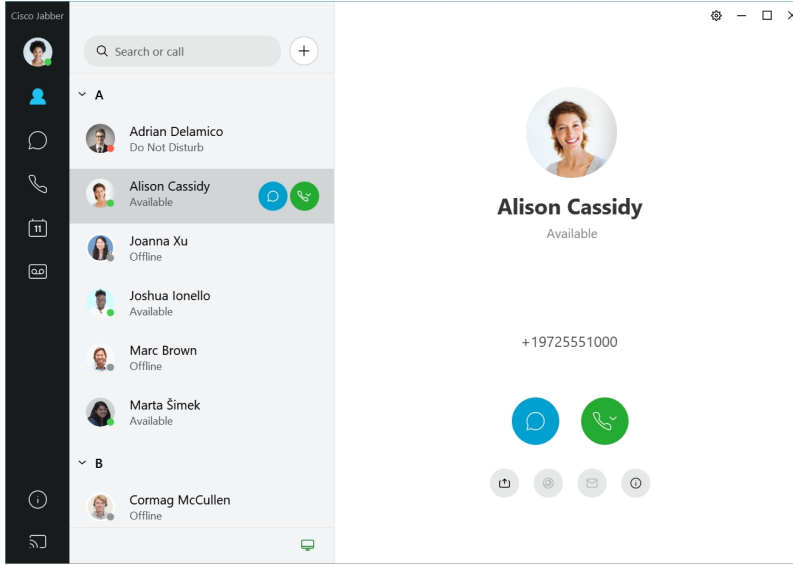 Cisco Jabber
Search or call
A
Adrian Delamico
Do Not Disturb
Alison Cassidy
Available
Joanna Xu
Offline
Joshua Ionello
Available
Marc Brown
Offline
Marta Šimek
Available
B
Cormag McCullen
Offline
11
Alison Cassidy
Available
+19725551000